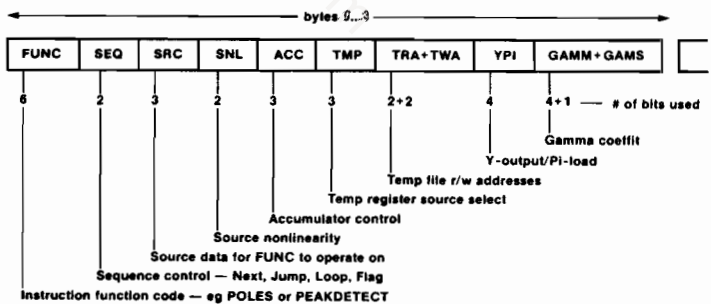 byles 0...3
FUNC SEQ SRC SNL ACC TMP TRA+TWA YPI GAMM+GAMS
6 2 3 2 3 3 2+2 4 4+1 — # of bits used
Gamma coeffit
Y-output/Pi-load
Temp file r/w addresses
Temp register source select
Accumulator control
Source nonlinearity
Source data for FUNC to operate on
Sequence control — Next, Jump, Loop, Flag
Instruction function code — eg POLES or PEAKDETECT